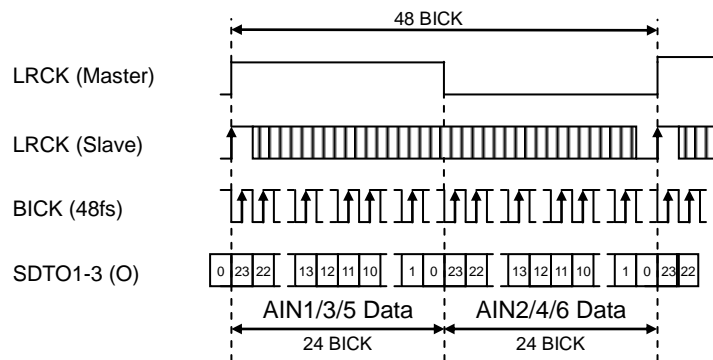 48 BICK
LRCK (Master)
LRCK (Slave)
BICK (48fs)
SDTO1-3 (O)
0 23 22 13 12 11 10 1 0 23 22 13 12 11 10 1 0 23 22
AIN1/3/5 Data AIN2/4/6 Data
24 BICK 24 BICK